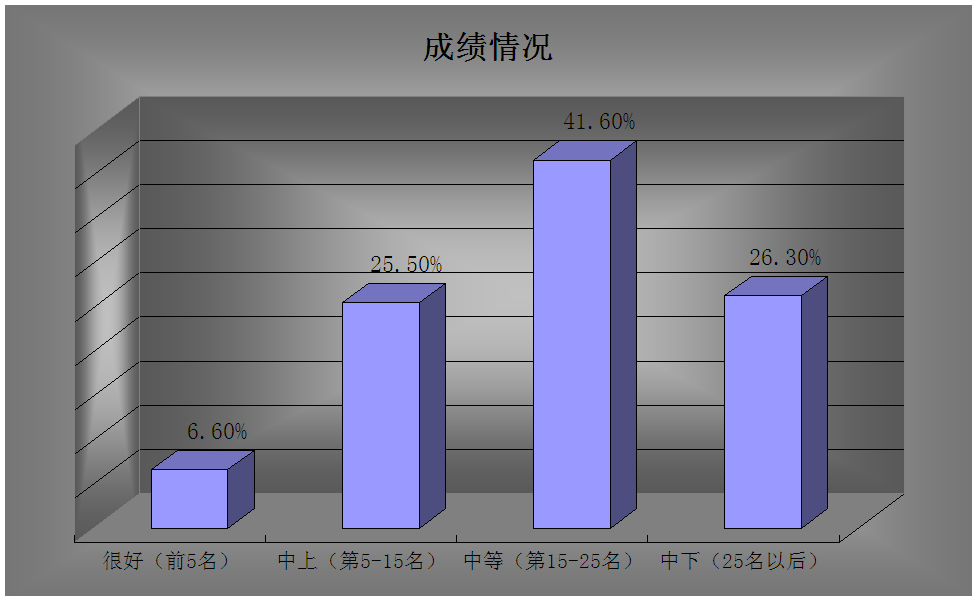 成绩情况
41.60%
26.30%
25.50%
6.60%
很好（前5名）
中上（第5-15名）
中等（第15-25名）
中下（25名以后）